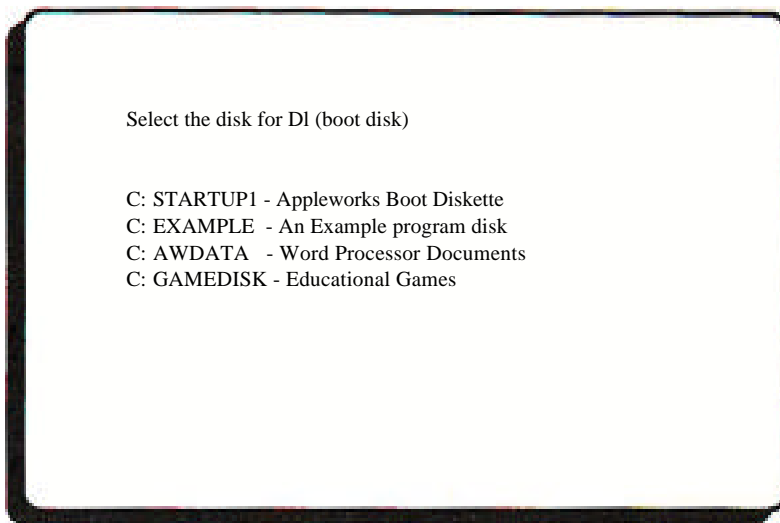 Select the disk for Dl (boot disk)
C: STARTUP1 - Appleworks Boot Diskette
C: EXAMPLE - An Example program disk
C: AWDATA - Word Processor Documents
C: GAMEDISK - Educational Games